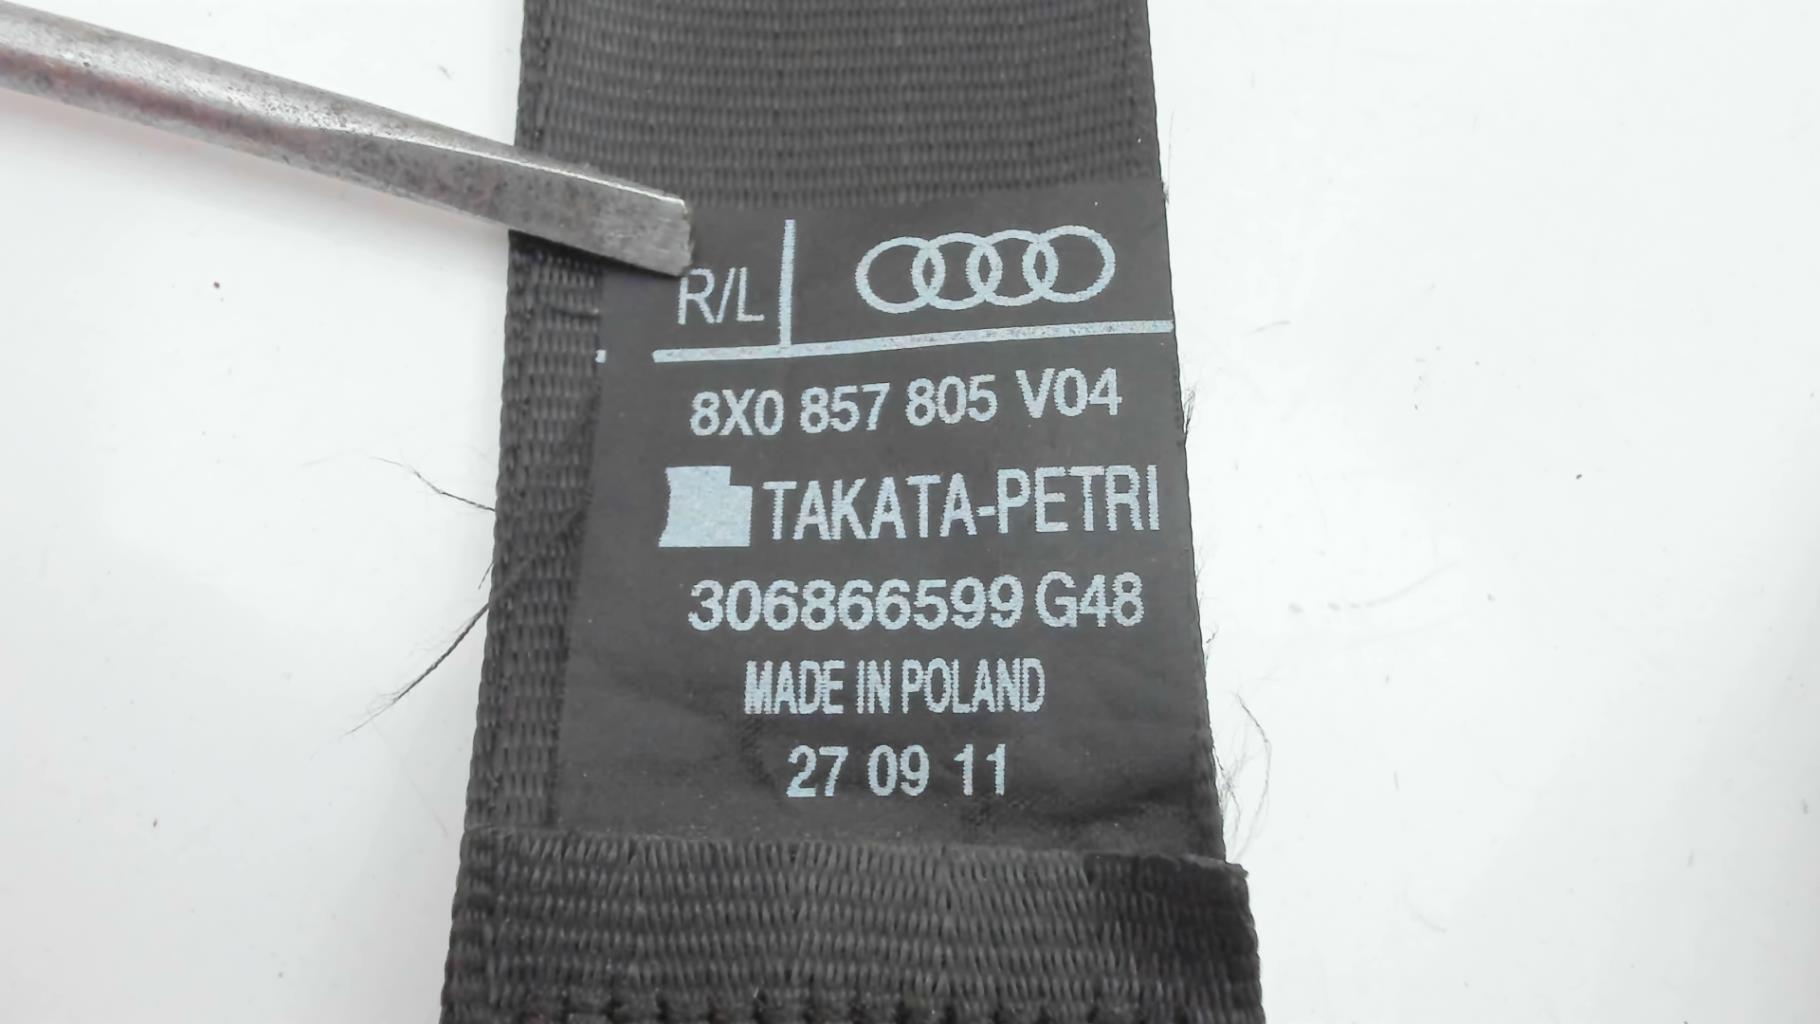 R/L
8X0 857 805 V04
TAKATA-PETRI
306866599 G48
MADE IN POLAND
27 09 11